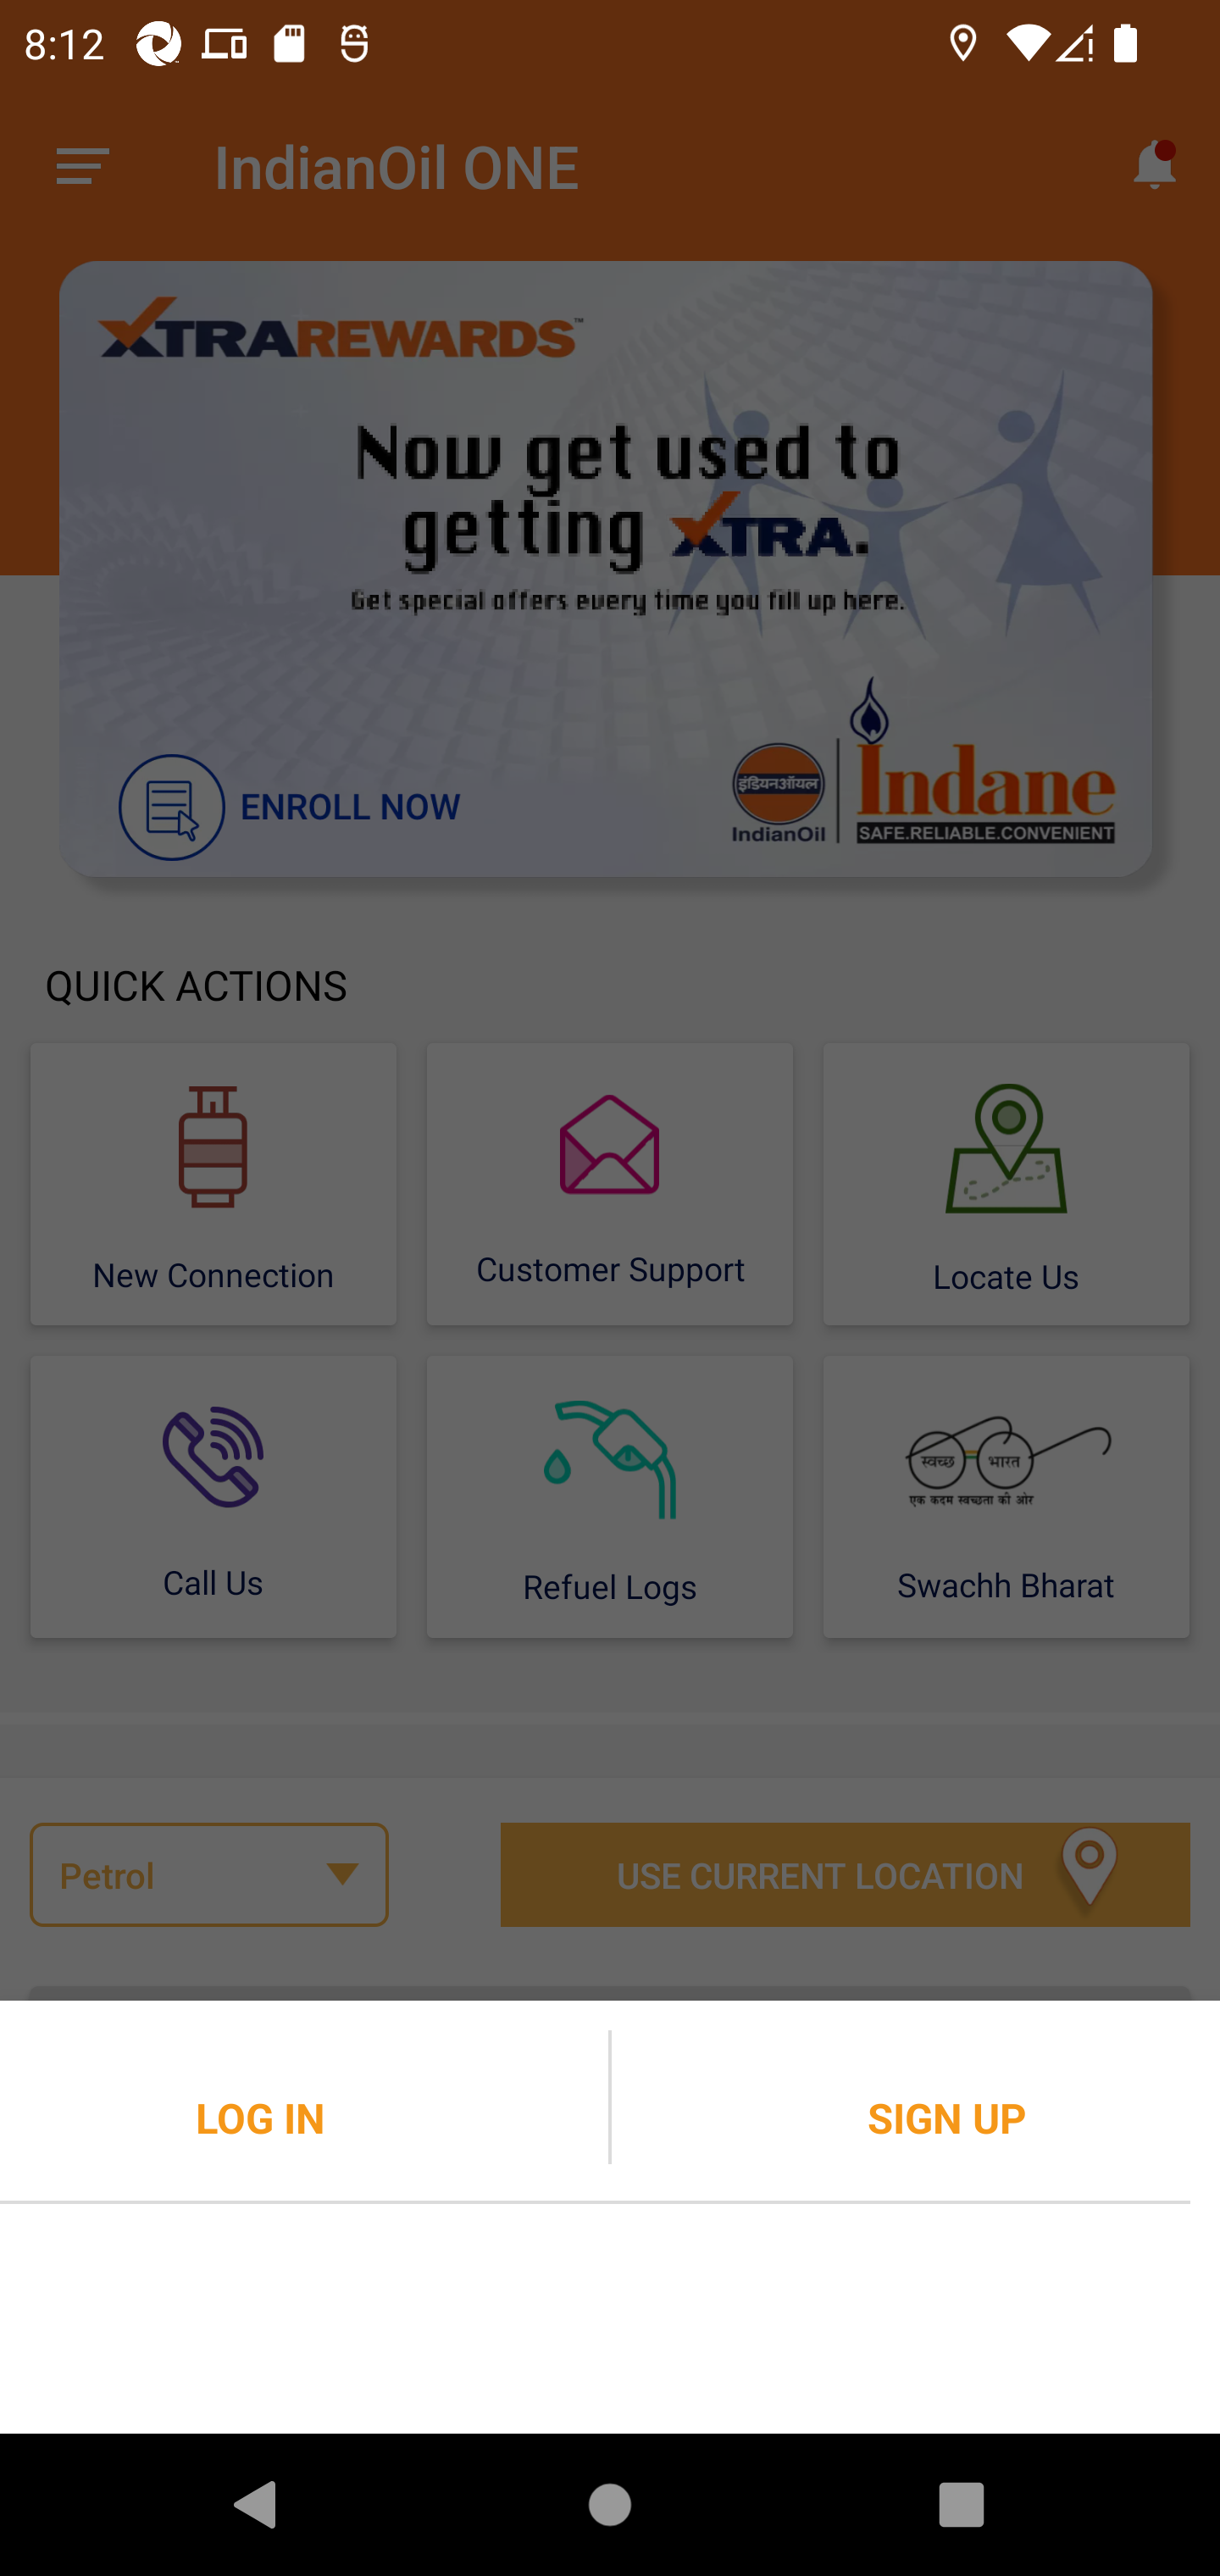 8:12
IndianOil ONE
XTRAREWARDS™
Now get used to
getting XTRA.
Get special offers every time you fill up here.
ENROLL NOW
इंडियनऑयल
IndianOil
Indane
SAFE.RELIABLE.CONVENIENT
QUICK ACTIONS
New Connection
Customer Support
Locate Us
स्वच्छ भारत
एक कदम स्वच्छता की ओर
Call Us
Refuel Logs
Swachh Bharat
Petrol
USE CURRENT LOCATION
LOG IN
SIGN UP